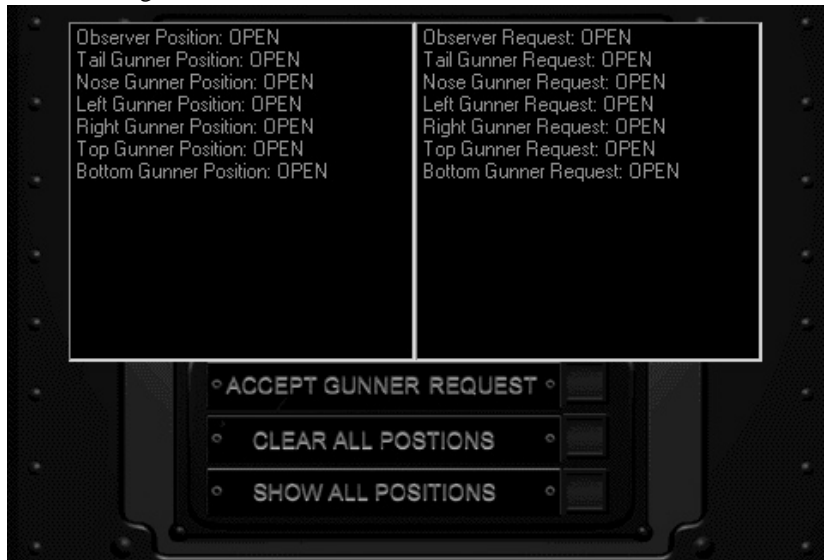 Observer Position: OPEN
Tail Gunner Position: OPEN
Nose Gunner Position: OPEN
Left Gunner Position: OPEN
Right Gunner Position: OPEN
Top Gunner Position: OPEN
Bottom Gunner Position: OPEN
Observer Request: OPEN
Tail Gunner Request: OPEN
Nose Gunner Request: OPEN
Left Gunner Request: OPEN
Right Gunner Request: OPEN
Top Gunner Request: OPEN
Bottom Gunner Request: OPEN
ACCEPT GUNNER REQUEST
CLEAR ALL POSTIONS
SHOW ALL POSITIONS